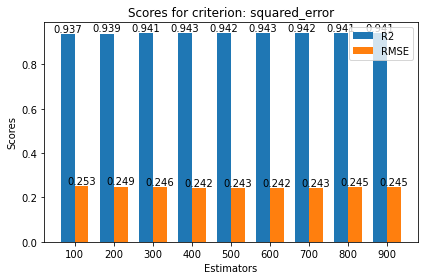 Scores for criterion: squared_error
0.937 0.939 0.941 0.943 0.942 0.943 0.942 0.941 0.941
R2
RMSE
0.253 0.249 0.246 0.242 0.243 0.242 0.243 0.245 0.245
0.8
0.6
0.4
0.2
0.0
Scores
100 200 300 400 500 600 700 800 900
Estimators